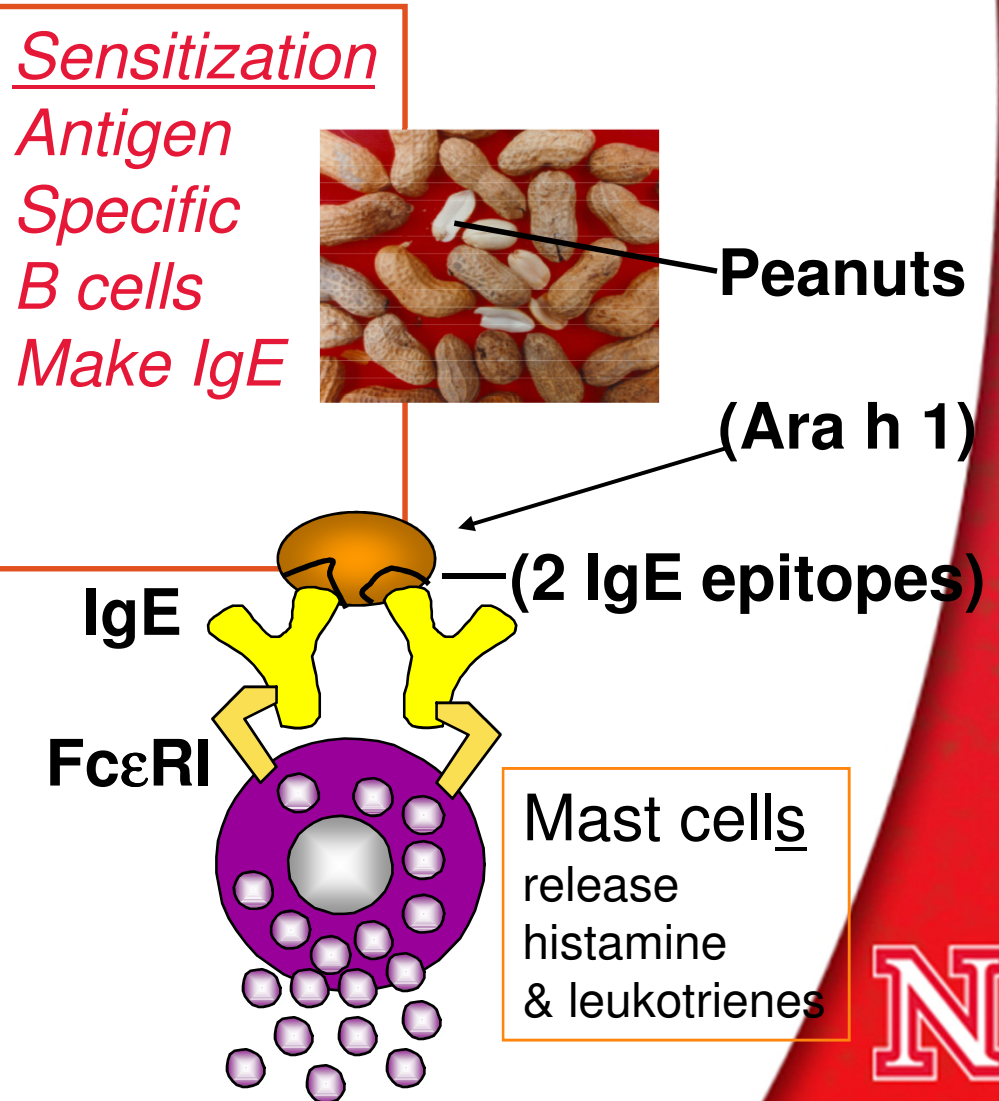 Sensitization
Antigen
Specific
B cells
Make IgE
Peanuts
(Ara h 1)
(2 IgE epitopes)
IgE
FcεRI
Mast cells
release
histamine
& leukotrienes
N